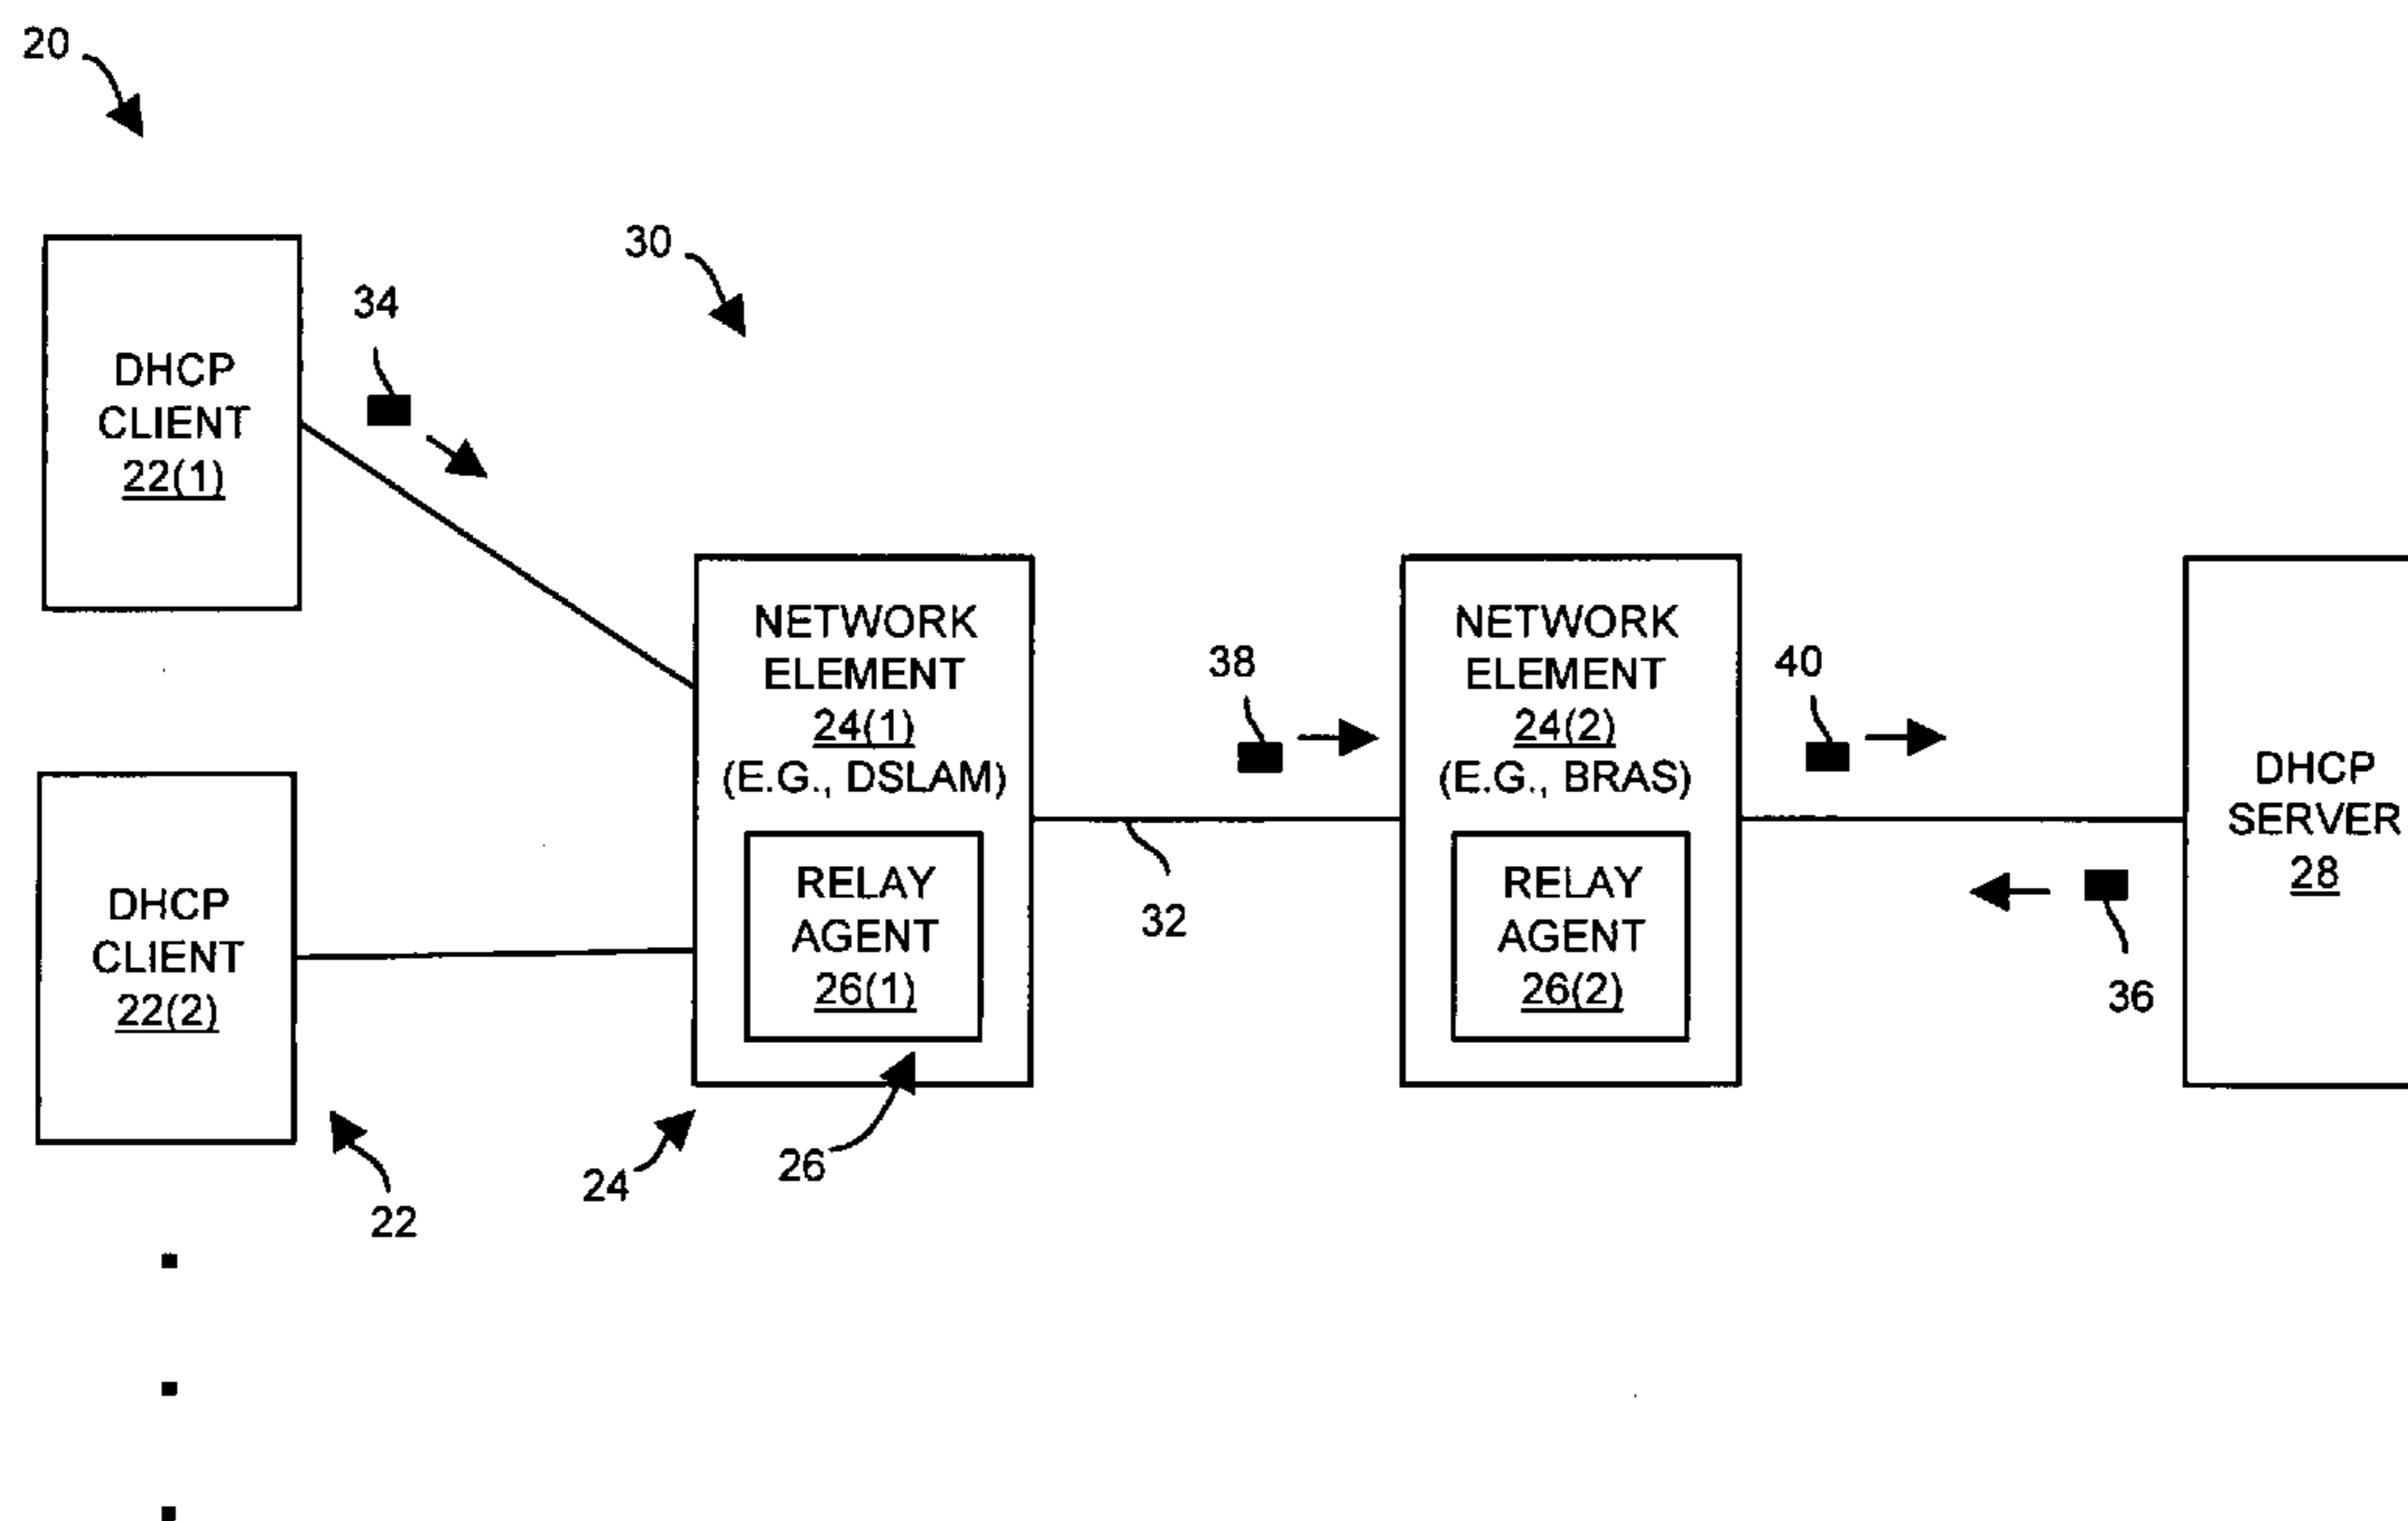 20
30
34
DHCP
CLIENT
22(1)
NETWORK
ELEMENT
24(1)
(E.G., DSLAM)
RELAY
AGENT
26(1)
38
32
NETWORK
ELEMENT
24(2)
(E.G., BRAS)
RELAY
AGENT
26(2)
40
DHCP
SERVER
28
36
DHCP
CLIENT
22(2)
22
24
26